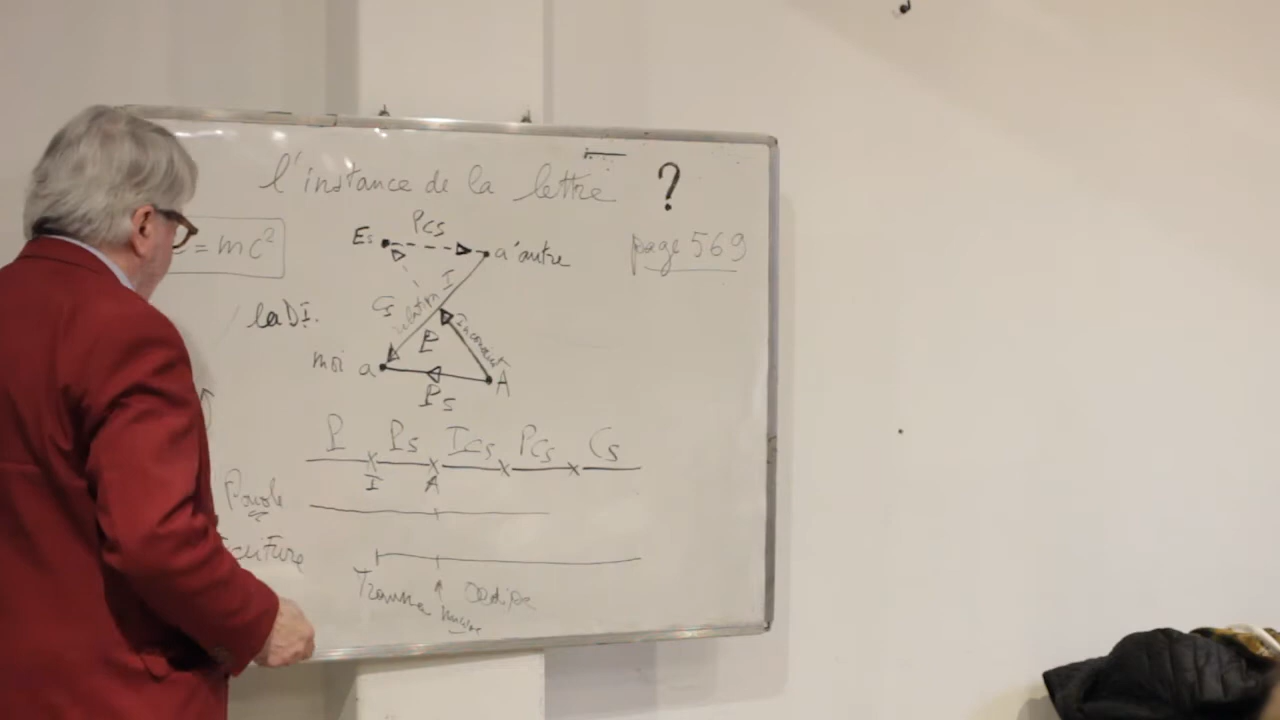 l'instance de la lettre ?
= mc²
page 569
Es Pcs a'autre
I
Cs relation
la DI.
P Inconscient
moi a A
Ps
P Ps Ics Pcs Cs
I A
Parole
Trauma Oedipe